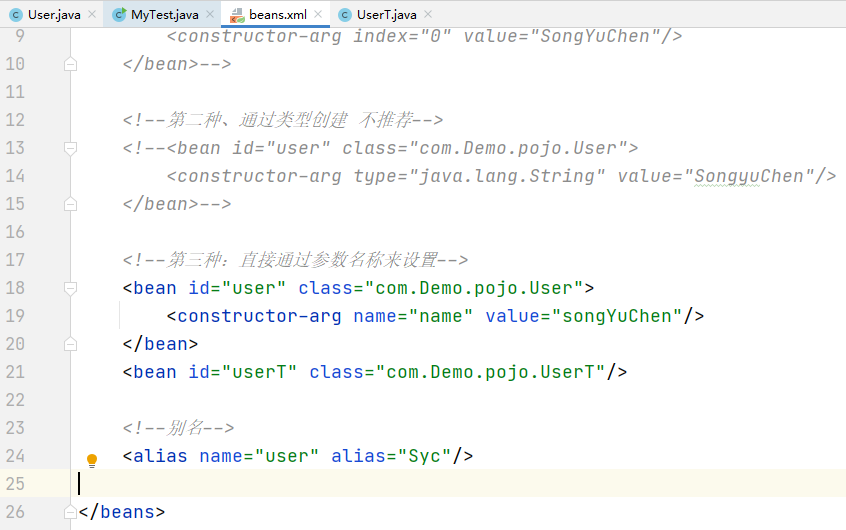 User.java MyTest.java beans.xml UserT.java
9 <constructor-arg index="0" value="SongYuChen"/>
10 </bean>-->
11
12 <!--第二种、通过类型创建 不推荐-->
13 <!--<bean id="user" class="com.Demo.pojo.User">
14 <constructor-arg type="java.lang.String" value="SongyuChen"/>
15 </bean>-->
16
17 <!--第三种：直接通过参数名称来设置-->
18 <bean id="user" class="com.Demo.pojo.User">
19 <constructor-arg name="name" value="songYuChen"/>
20 </bean>
21 <bean id="userT" class="com.Demo.pojo.UserT"/>
22
23 <!--别名-->
24 <alias name="user" alias="Syc"/>
25
26 </beans>